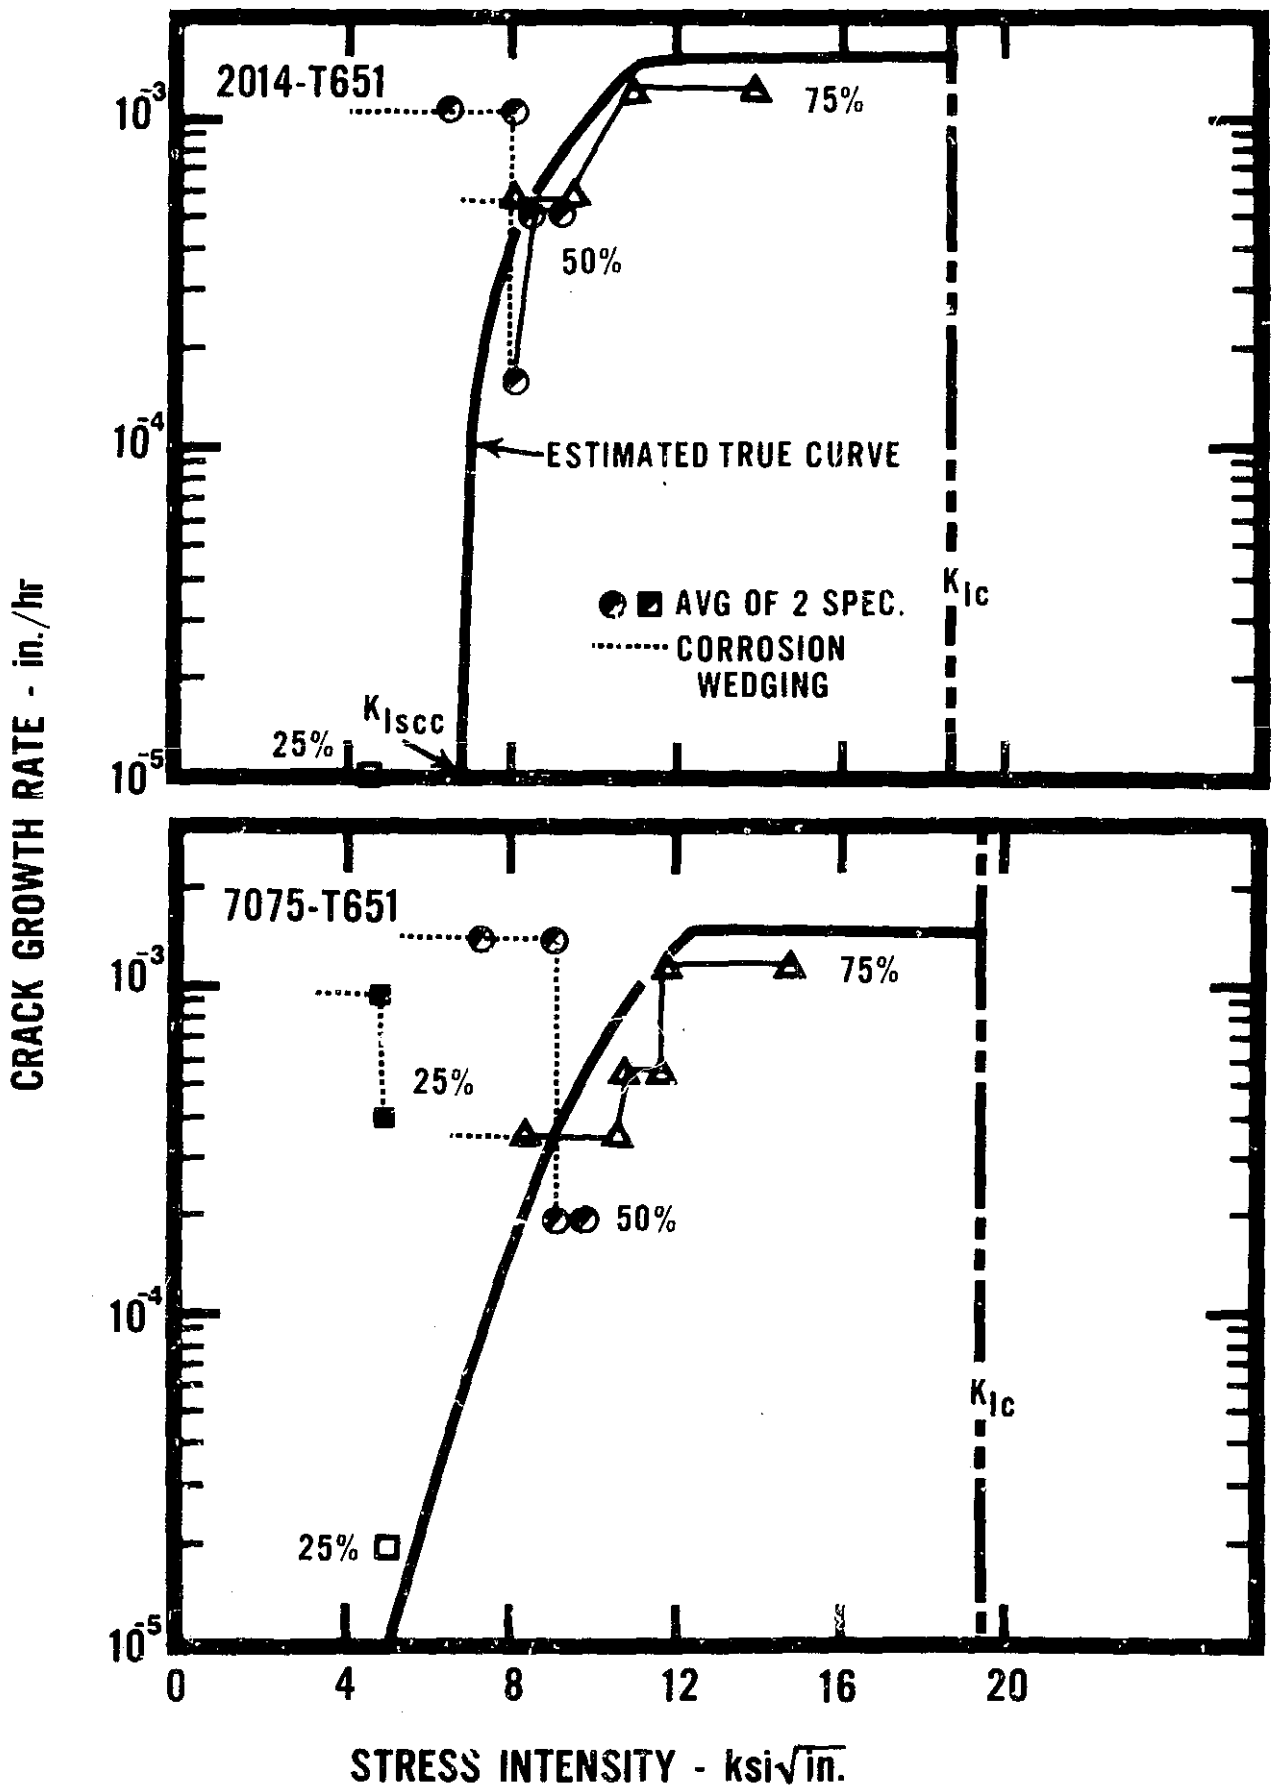 2014-T651
10⁻³
75%
50%
10⁻⁴
ESTIMATED TRUE CURVE
K_Ic
AVG OF 2 SPEC.
CORROSION
WEDGING
K_Iscc
25%
10⁻⁵
CRACK GROWTH RATE - in./hr
7075-T651
10⁻³
75%
25%
50%
10⁻⁴
K_Ic
25%
10⁻⁵
0 4 8 12 16 20
STRESS INTENSITY - ksi√in.